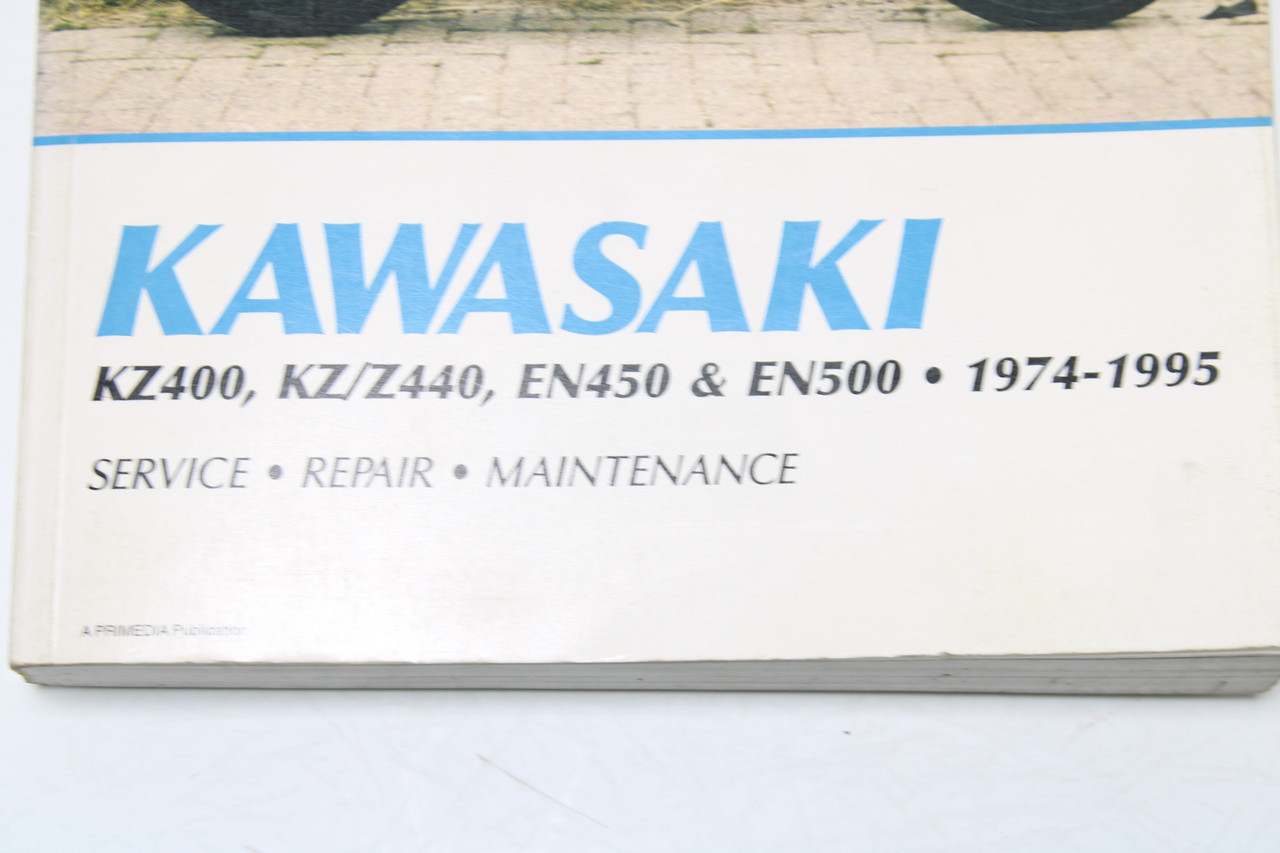 KAWASAKI
KZ400, KZ/Z440, EN450 & EN500 • 1974-1995
SERVICE • REPAIR • MAINTENANCE
A PRIMEDIA Publication